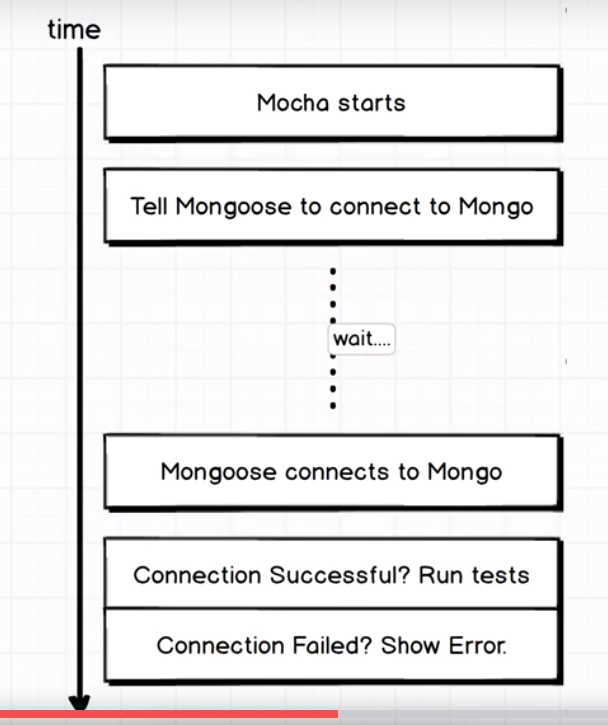 time
Mocha starts
Tell Mongoose to connect to Mongo
wait....
Mongoose connects to Mongo
Connection Successful? Run tests
Connection Failed? Show Error.